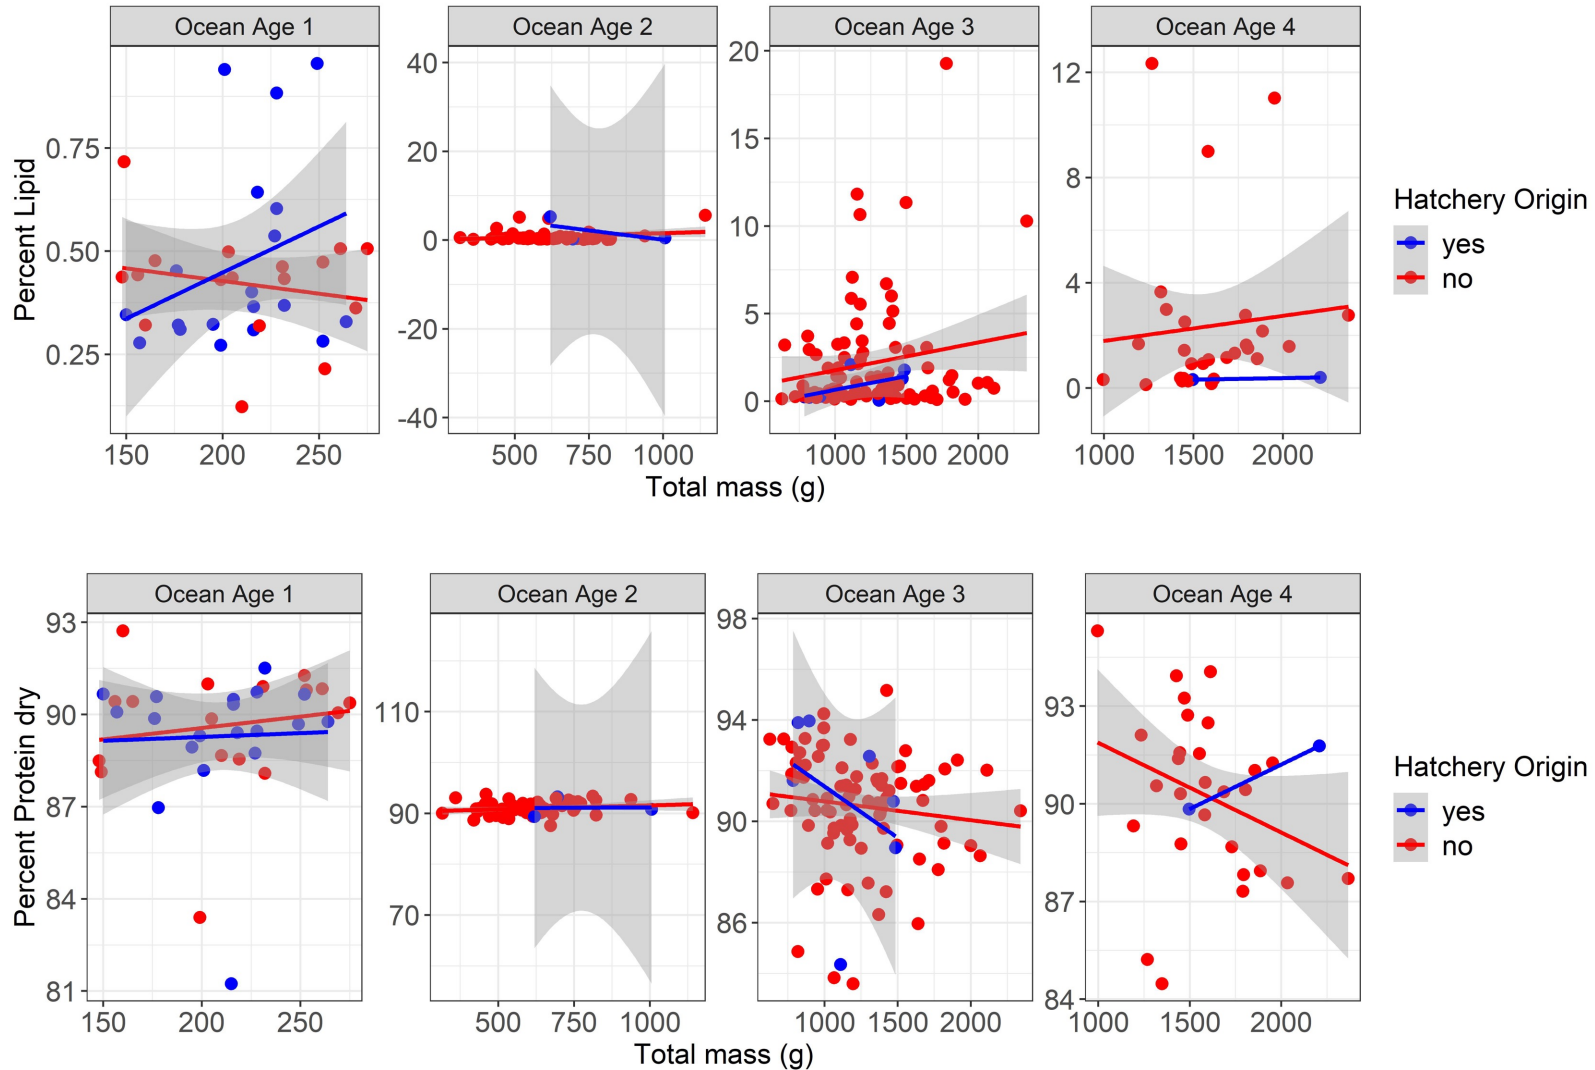 Ocean Age 1 Ocean Age 2 Ocean Age 3 Ocean Age 4
Percent Lipid
0.75
0.50
0.25
150 200 250
40
20
0
-20
-40
500 750 1000
20
15
10
5
0
1000 1500 2000
12
8
4
0
1000 1500 2000
Total mass (g)
Hatchery Origin
yes
no
Ocean Age 1 Ocean Age 2 Ocean Age 3 Ocean Age 4
Percent Protein dry
93
90
87
84
81
150 200 250
110
90
70
500 750 1000
98
94
90
86
1000 1500 2000
93
90
87
84
1000 1500 2000
Total mass (g)
Hatchery Origin
yes
no